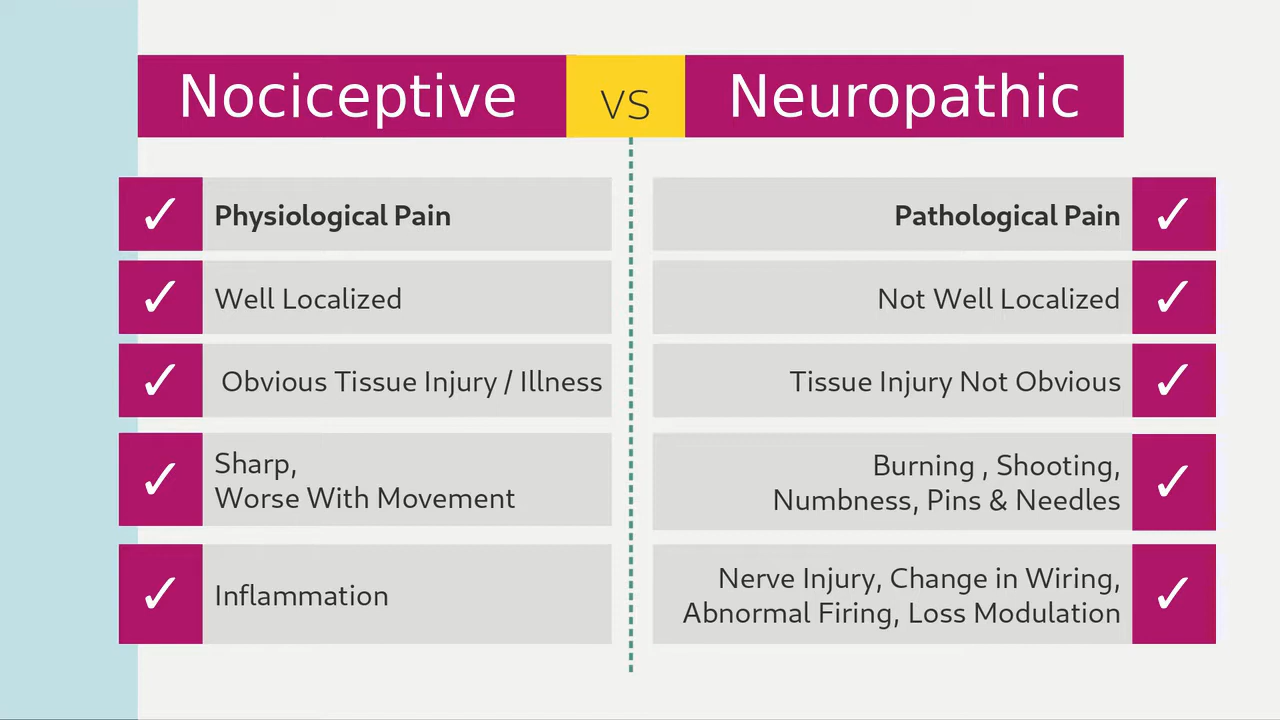 Nociceptive vs Neuropathic
✓ Physiological Pain
Pathological Pain ✓
✓ Well Localized
Not Well Localized ✓
✓ Obvious Tissue Injury / Illness
Tissue Injury Not Obvious ✓
✓ Sharp,
Worse With Movement
Burning , Shooting,
Numbness, Pins & Needles ✓
✓ Inflammation
Nerve Injury, Change in Wiring,
Abnormal Firing, Loss Modulation ✓